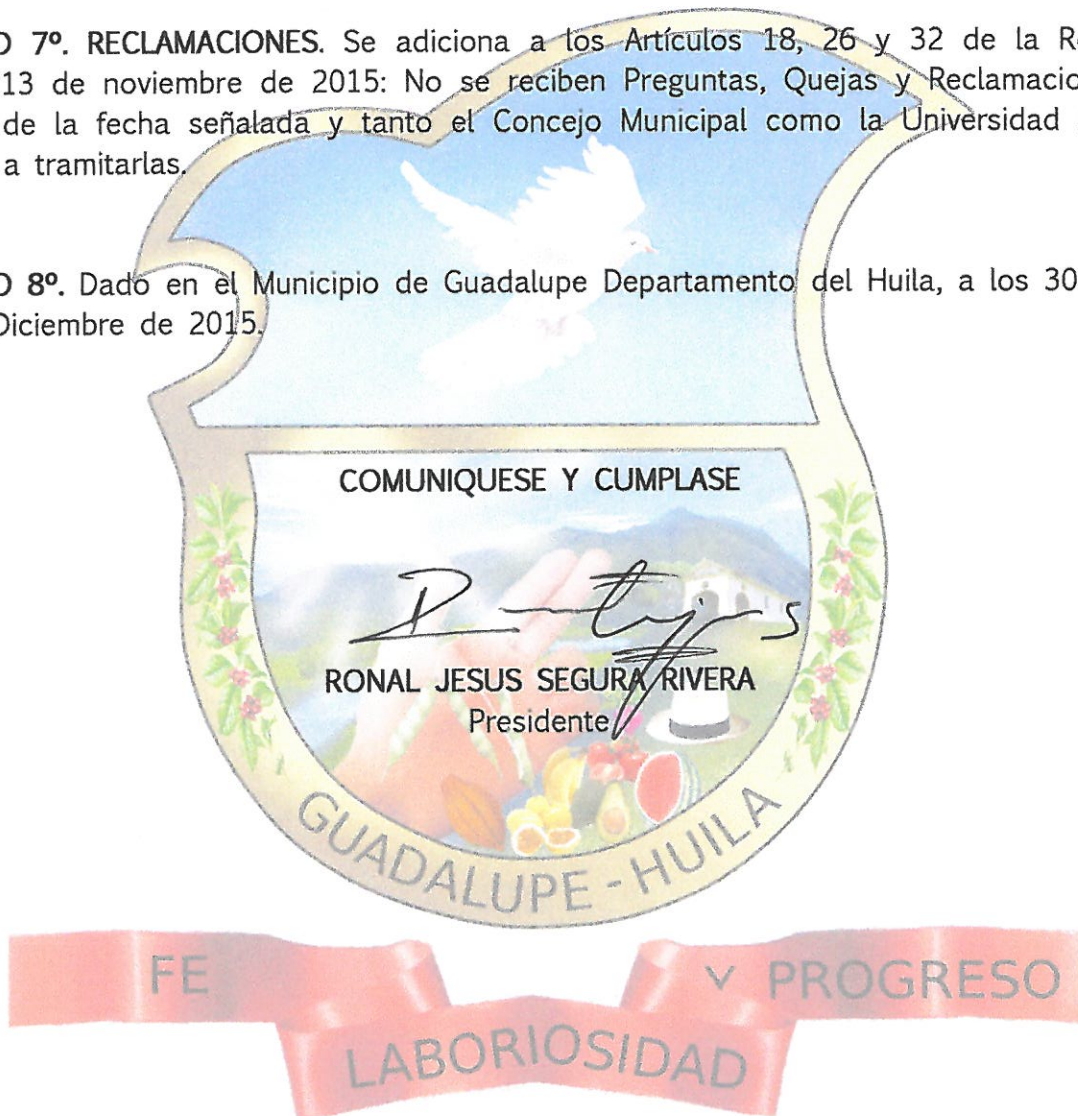 O 7º. RECLAMACIONES. Se adiciona a los Artículos 18, 26 y 32 de la R
13 de noviembre de 2015: No se reciben Preguntas, Quejas y Reclamacio
de la fecha señalada y tanto el Concejo Municipal como la Universidad
a tramitarlas.
O 8º. Dado en el Municipio de Guadalupe Departamento del Huila, a los 30
Diciembre de 2015.
COMUNIQUESE Y CUMPLASE
RONAL JESUS SEGURA RIVERA
Presidente
GUADALUPE - HUILA
FE
Y PROGRESO
LABORIOSIDAD